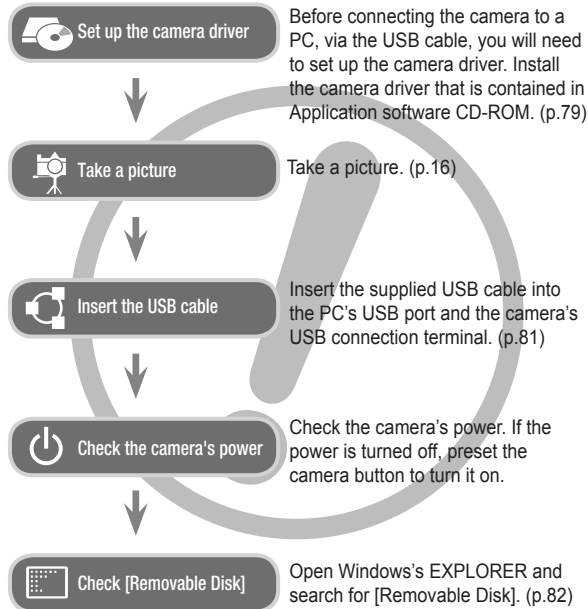 Set up the camera driver
Before connecting the camera to a
PC, via the USB cable, you will need
to set up the camera driver. Install
the camera driver that is contained in
Application software CD-ROM. (p.79)
Take a picture
Take a picture. (p.16)
Insert the USB cable
Insert the supplied USB cable into
the PC's USB port and the camera's
USB connection terminal. (p.81)
Check the camera's power
Check the camera's power. If the
power is turned off, preset the
camera button to turn it on.
Check [Removable Disk]
Open Windows's EXPLORER and
search for [Removable Disk]. (p.82)